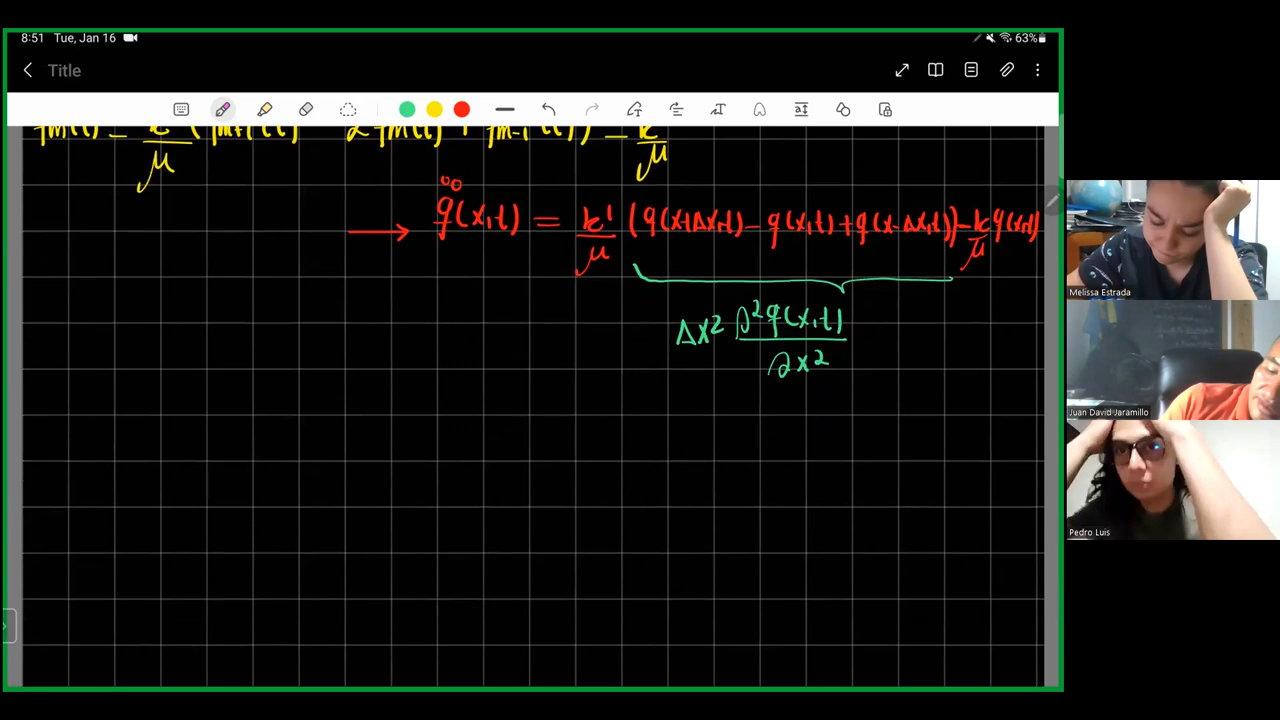 8:51 Tue, Jan 16 63%
Title
q̈(x,t) = k'/μ (q(x+Δx,t) - q(x,t) + q(x-Δx,t)) - k/μ q(x,t)
Δx² ∂²q(x,t)/∂x²
Melissa Estrada
Juan David Jaramillo
Pedro Luis